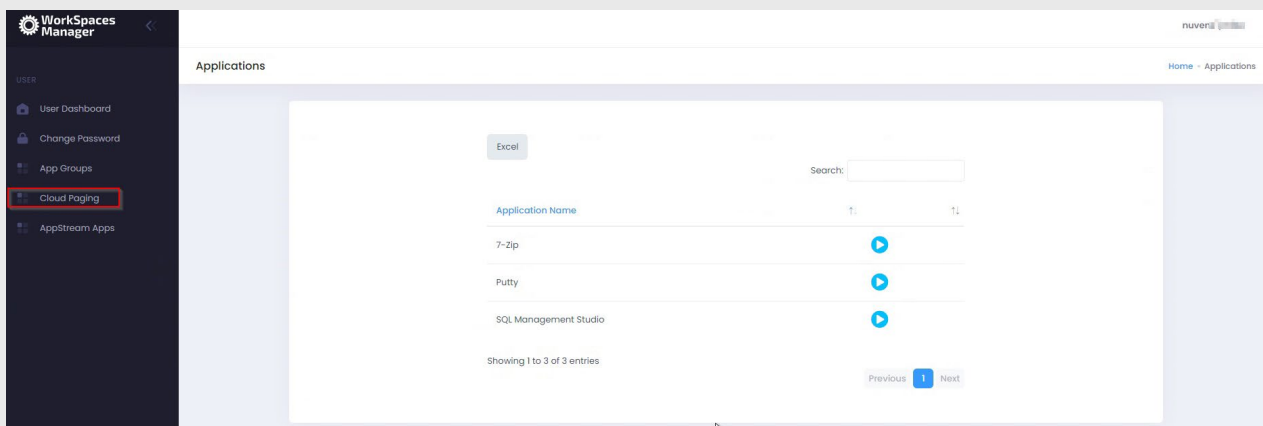 WorkSpaces
Manager
USER
User Dashboard
Change Password
App Groups
Cloud Paging
AppStream Apps
Applications
Home - Applications
Excel
Search:
Application Name
7-Zip
Putty
SQL Management Studio
Showing 1 to 3 of 3 entries
Previous 1 Next